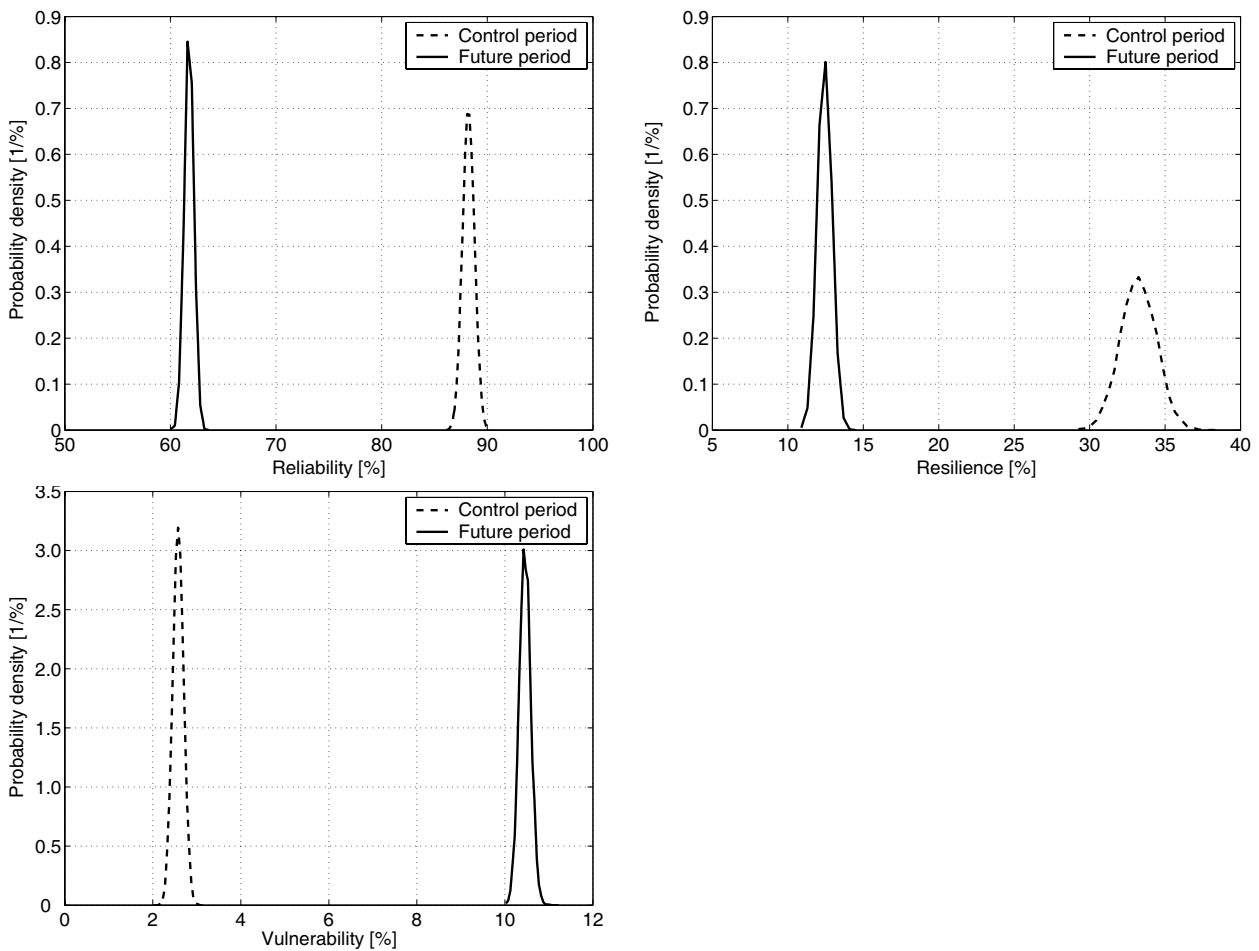 0.9
0.8
0.7
0.6
0.5
0.4
0.3
0.2
0.1
0
Probability density [1/%]
Control period
Future period
50 60 70 80 90 100
Reliability [%]
0.9
0.8
0.7
0.6
0.5
0.4
0.3
0.2
0.1
0
Probability density [1/%]
Control period
Future period
5 10 15 20 25 30 35 40
Resilience [%]
3.5
3.0
2.5
2.0
1.5
1.0
0.5
0
Probability density [1/%]
Control period
Future period
0 2 4 6 8 10 12
Vulnerability [%]